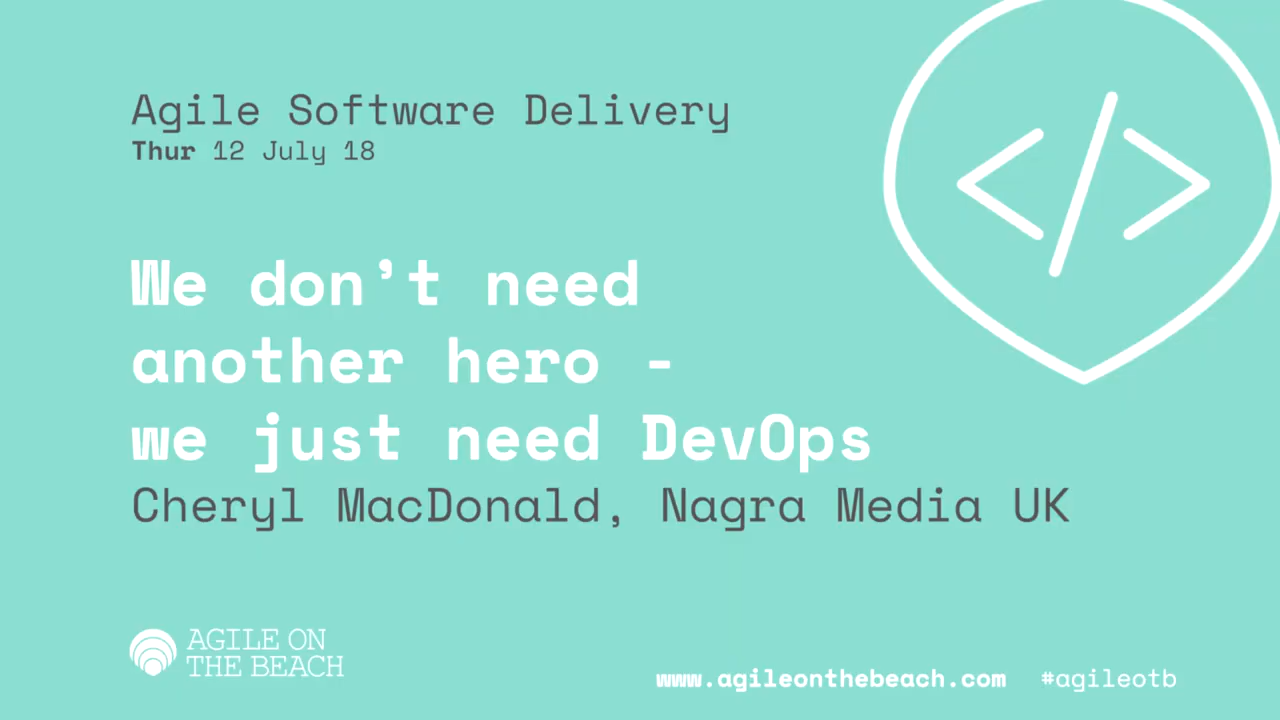 Agile Software Delivery
Thur 12 July 18
</>
We don’t need
another hero -
we just need DevOps
Cheryl MacDonald, Nagra Media UK
AGILE ON
THE BEACH
www.agileonthebeach.com #agileotb